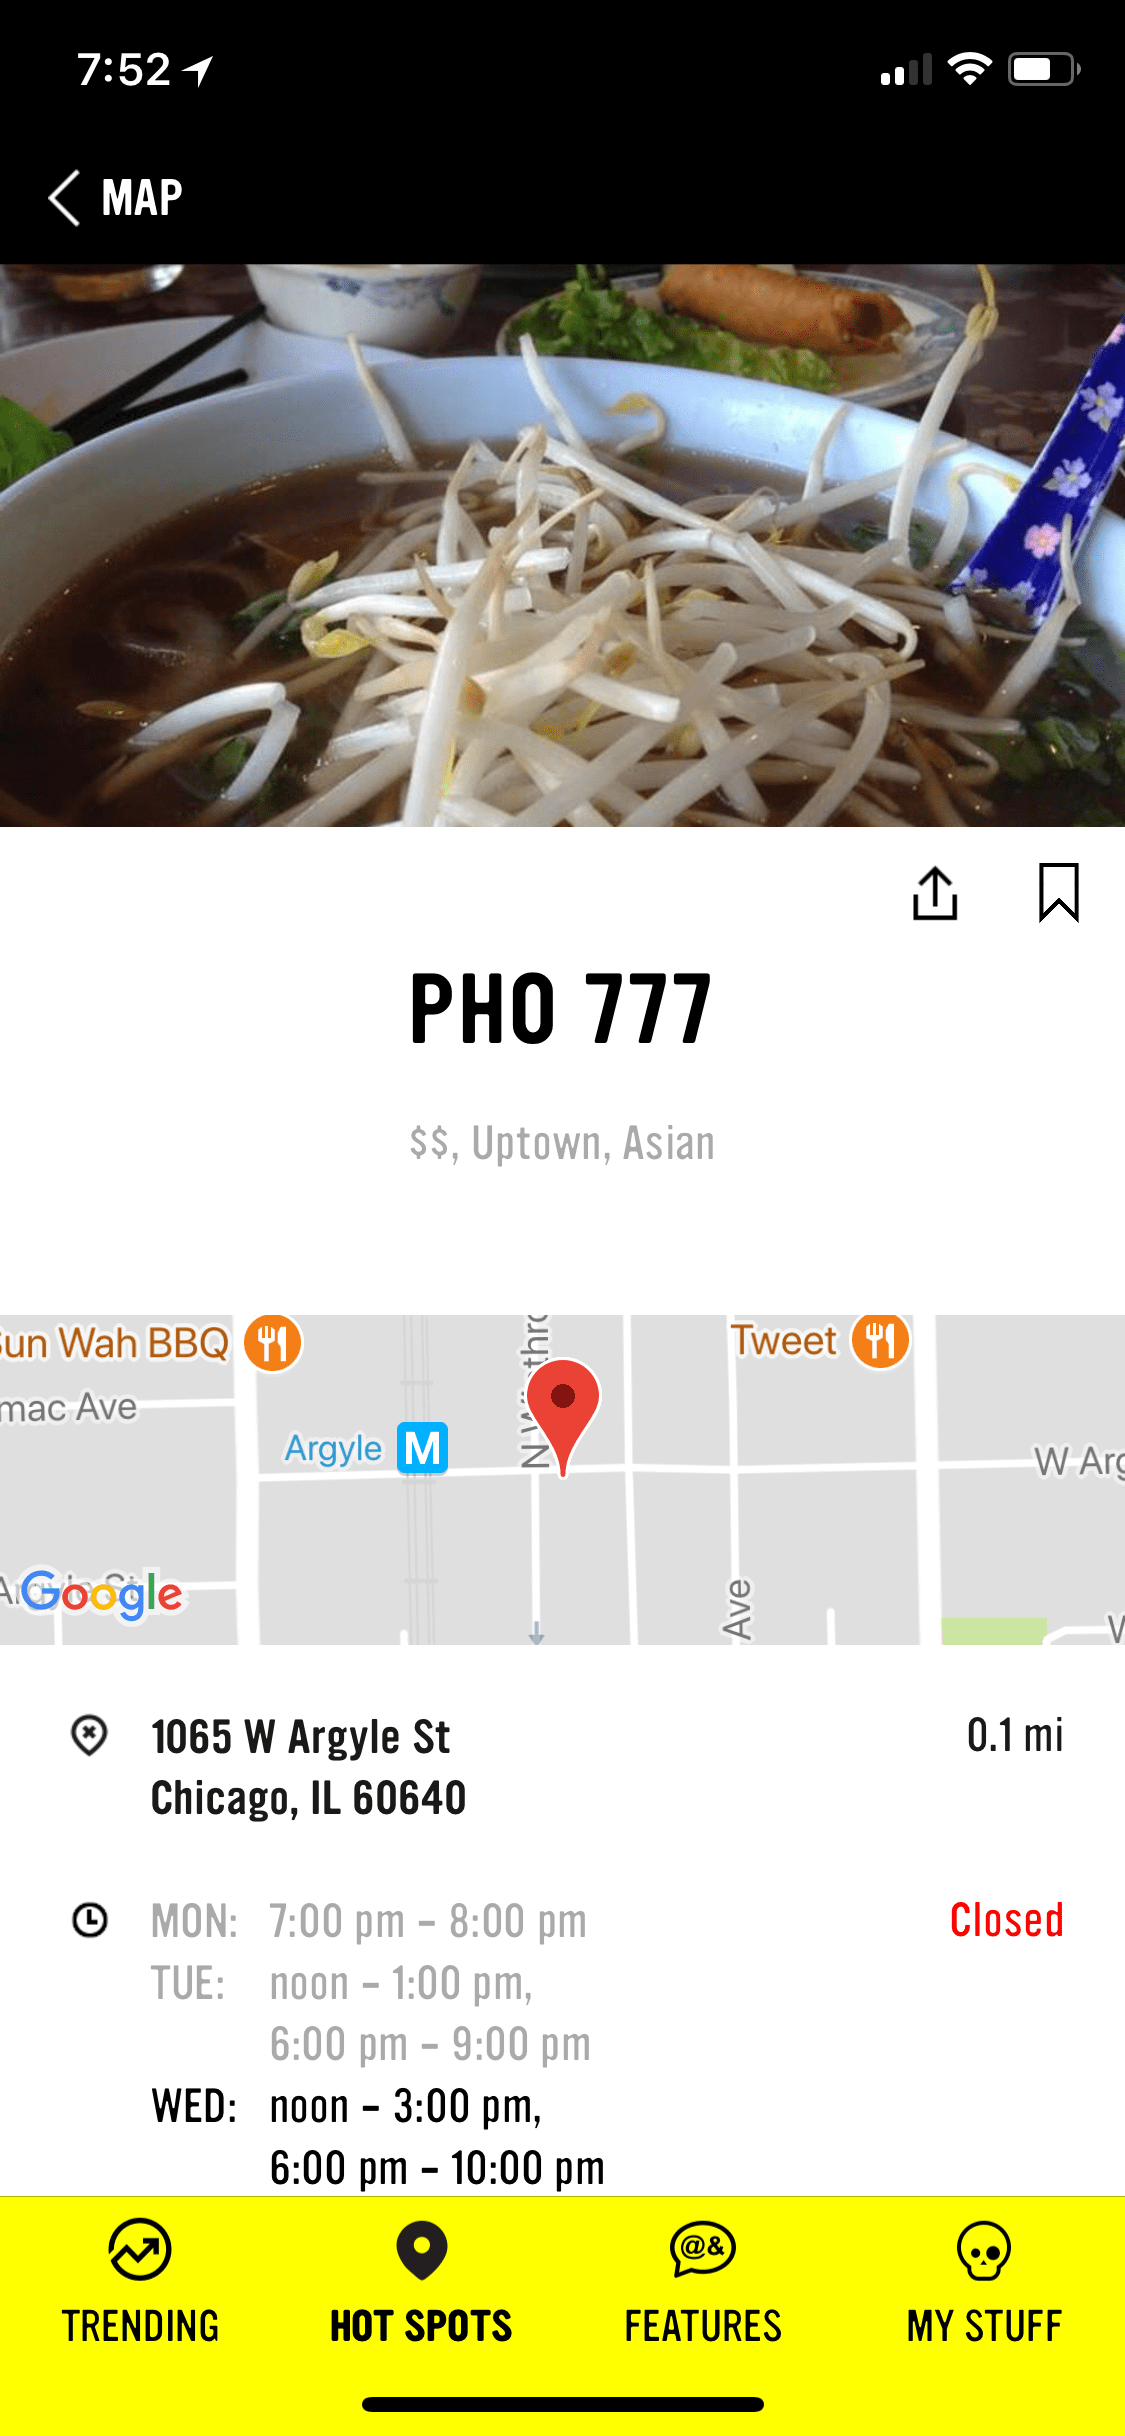 7:52
MAP
PHO 777
$$, Uptown, Asian
Sun Wah BBQ
Tweet
mac Ave
Argyle M
W Arg
Google
Ave
1065 W Argyle St
0.1 mi
Chicago, IL 60640
MON: 7:00 pm – 8:00 pm
Closed
TUE: noon – 1:00 pm,
6:00 pm – 9:00 pm
WED: noon – 3:00 pm,
6:00 pm – 10:00 pm
@&
TRENDING
HOT SPOTS
FEATURES
MY STUFF